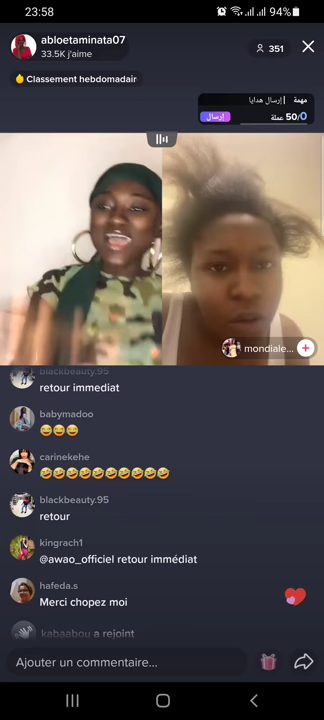 23:58
94%
abloetaminata07
33.5K j'aime
351
Classement hebdomadair
مهمة | إرسال هدايا
إرسال
50/0 عملة
mondiale...
blackbeauty.95
retour immediat
babymadoo
😂😂😂
carinekehe
🤣🤣🤣🤣🤣🤣🤣🤣🤣🤣
blackbeauty.95
retour
kingrach1
@awao_officiel retour immédiat
hafeda.s
Merci chopez moi
kabaabou a rejoint
Ajouter un commentaire...